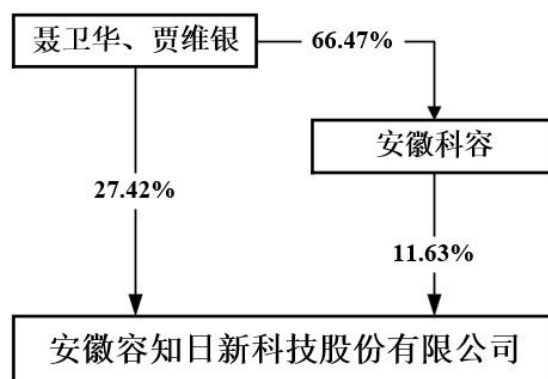 聂卫华、贾维银
66.47%
安徽科容
27.42%
11.63%
安徽容知日新科技股份有限公司